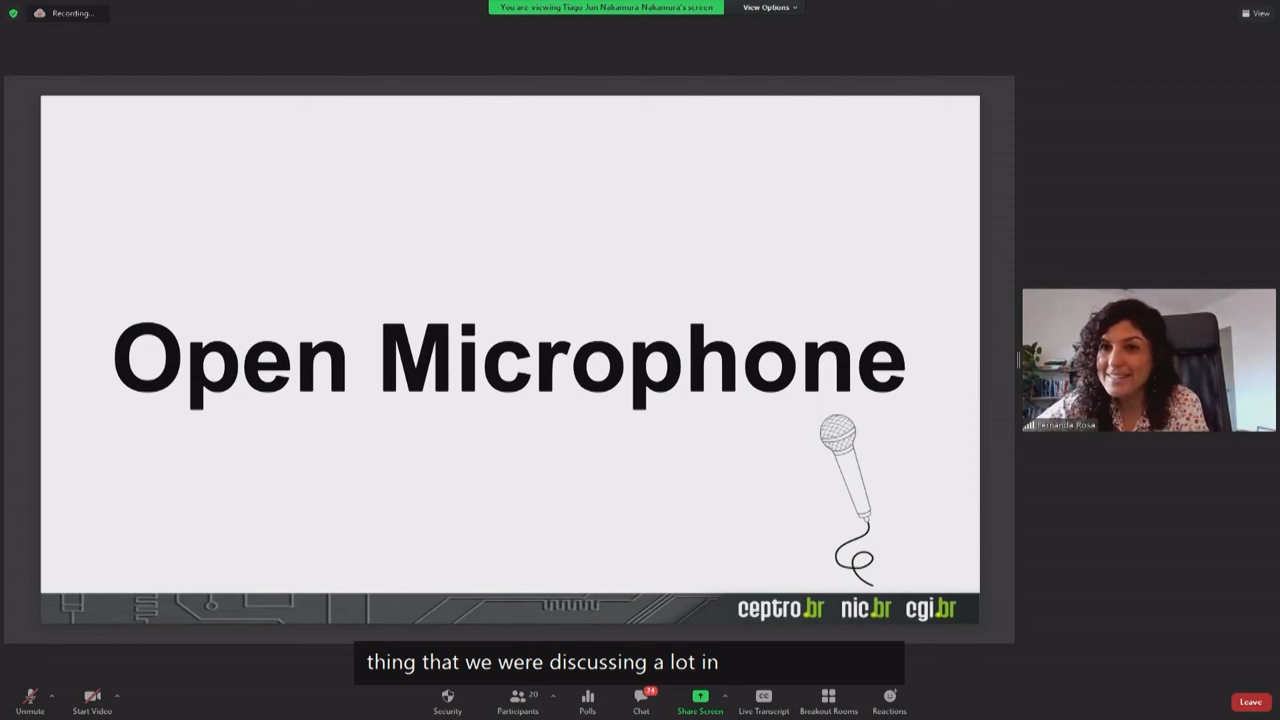 Recording...
You are viewing Tiago Jun Nakamura Nakamura's screen
View Options
View
Open Microphone
ceptro.br nic.br cgi.br
Fernanda Rosa
thing that we were discussing a lot in
Unmute
Start Video
Security
Participants
20
Polls
Chat
24
Share Screen
CC
Live Transcript
Breakout Rooms
Reactions
Leave